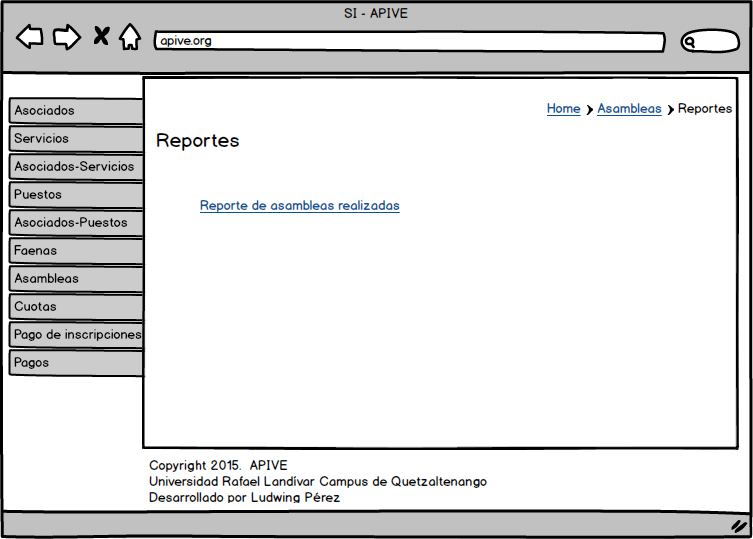 SI - APIVE
apive.org
Home Asambleas Reportes
Asociados
Servicios
Asociados-Servicios
Puestos
Asociados-Puestos
Faenas
Asambleas
Cuotas
Pago de inscripciones
Pagos
Reportes
Reporte de asambleas realizadas
Copyright 2015. APIVE
Universidad Rafael Landívar Campus de Quetzaltenango
Desarrollado por Ludwing Pérez